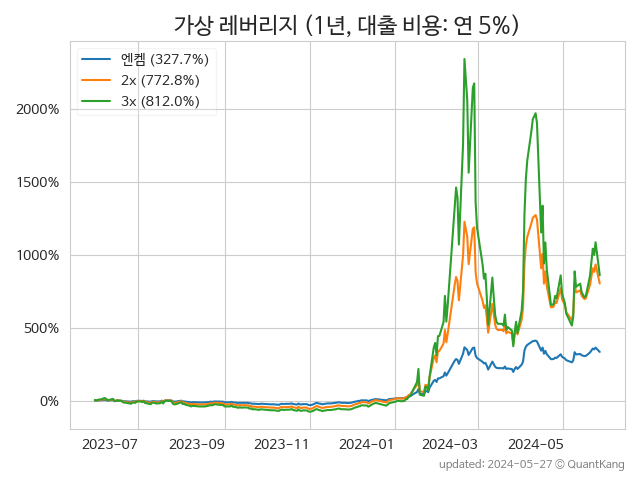 가상 레버리지 (1년, 대출 비용: 연 5%)
엔켐 (327.7%)
2x (772.8%)
3x (812.0%)
2000%
1500%
1000%
500%
0%
2023-07 2023-09 2023-11 2024-01 2024-03 2024-05
updated: 2024-05-27 © QuantKang